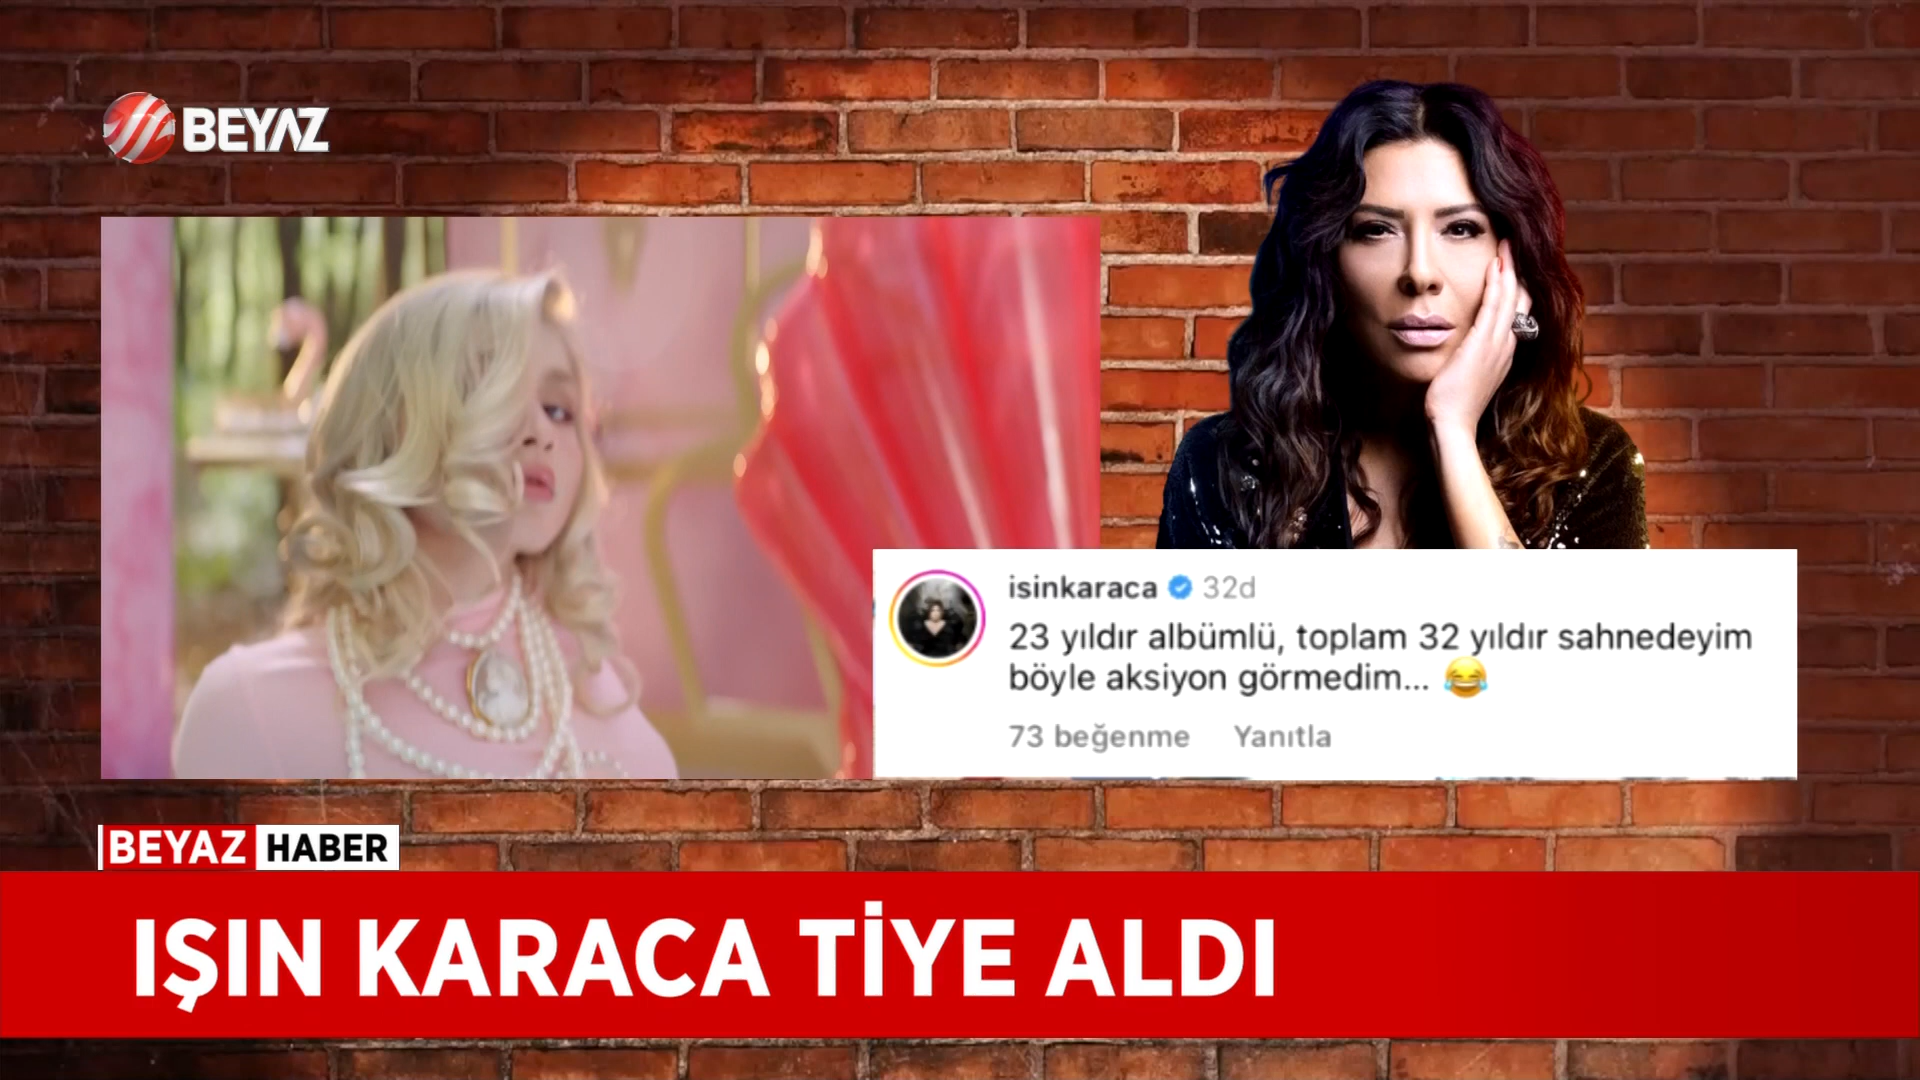 BEYAZ
isinkaraca 32d
23 yıldır albümlü, toplam 32 yıldır sahnedeyim
böyle aksiyon görmedim... 😂
73 beğenme Yanıtla
BEYAZ HABER
IŞIN KARACA TİYE ALDI